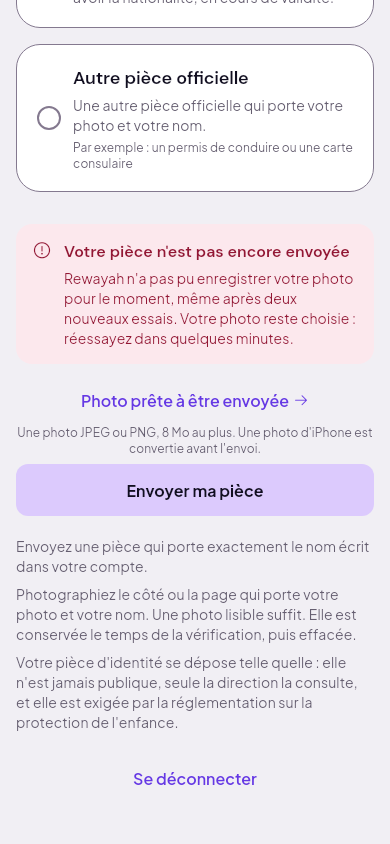 avoir la nationalité, en cours de validité.
Autre pièce officielle
Une autre pièce officielle qui porte votre
photo et votre nom.
Par exemple : un permis de conduire ou une carte
consulaire
Votre pièce n'est pas encore envoyée
Rewayah n'a pas pu enregistrer votre photo
pour le moment, même après deux
nouveaux essais. Votre photo reste choisie :
réessayez dans quelques minutes.
Photo prête à être envoyée →
Une photo JPEG ou PNG, 8 Mo au plus. Une photo d'iPhone est
convertie avant l'envoi.
Envoyer ma pièce
Envoyez une pièce qui porte exactement le nom écrit
dans votre compte.
Photographiez le côté ou la page qui porte votre
photo et votre nom. Une photo lisible suffit. Elle est
conservée le temps de la vérification, puis effacée.
Votre pièce d'identité se dépose telle quelle : elle
n'est jamais publique, seule la direction la consulte,
et elle est exigée par la réglementation sur la
protection de l'enfance.
Se déconnecter